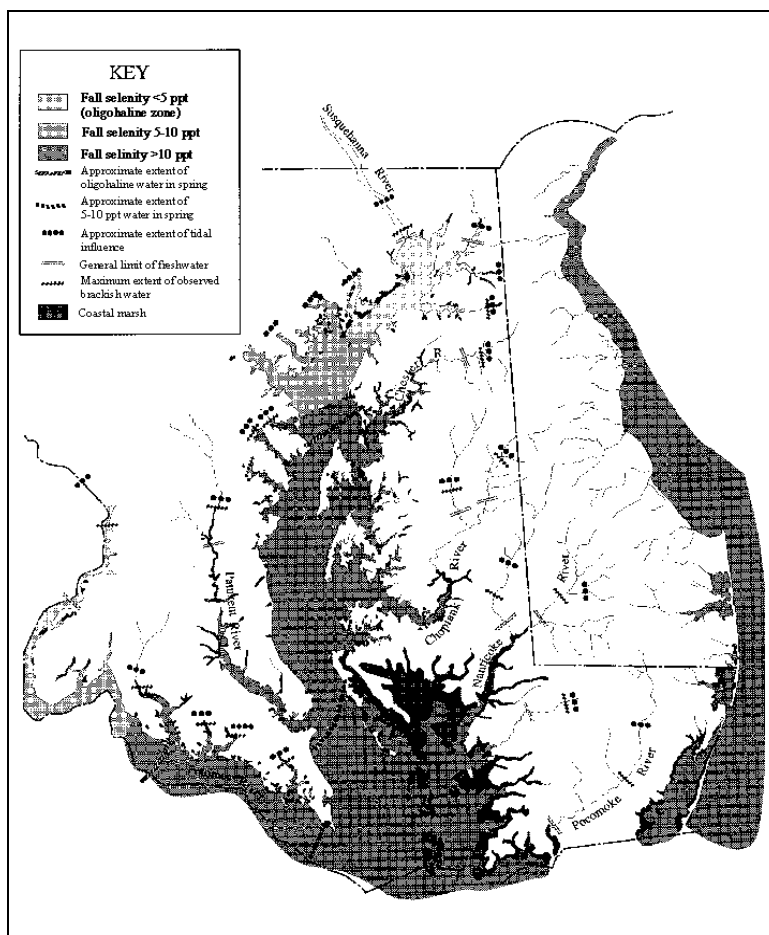 KEY
Fall selenity <5 ppt
(oligohaline zone)
Fall selenity 5-10 ppt
Fall selinity >10 ppt
Approximate extent of
oligohaline water in spring
Approximate extent of
5-10 ppt water in spring
Approximate extent of tidal
influence
General limit of freshwater
Maximum extent of observed
brackish water
Coastal marsh
Susquehanna
River
Chester
R
Patuxent River
Choptank
River
Nanticoke
River
Pocomoke
River